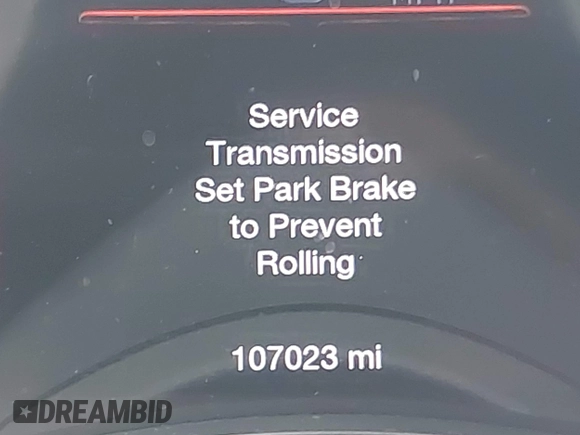 Service
Transmission
Set Park Brake
to Prevent
Rolling
107023 mi
DREAMBID